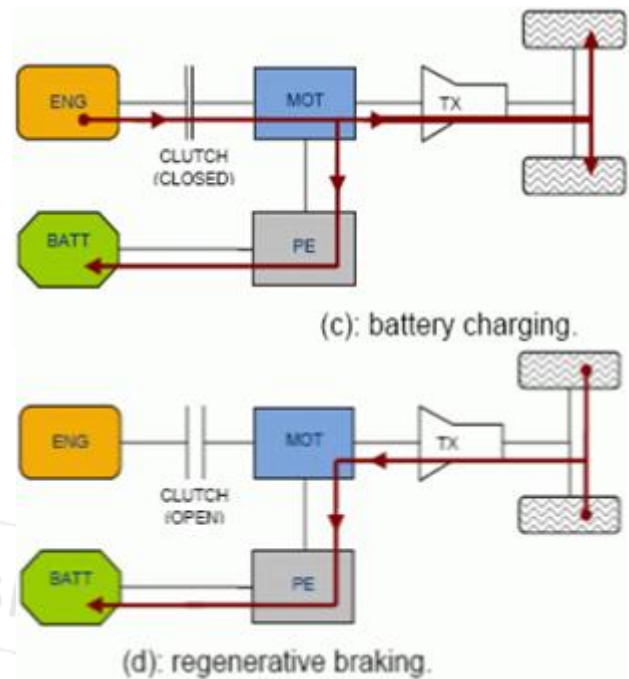 ENG
MOT
TX
CLUTCH
(CLOSED)
BATT
PE
(c): battery charging.
ENG
MOT
TX
CLUTCH
(OPEN)
BATT
PE
(d): regenerative braking.